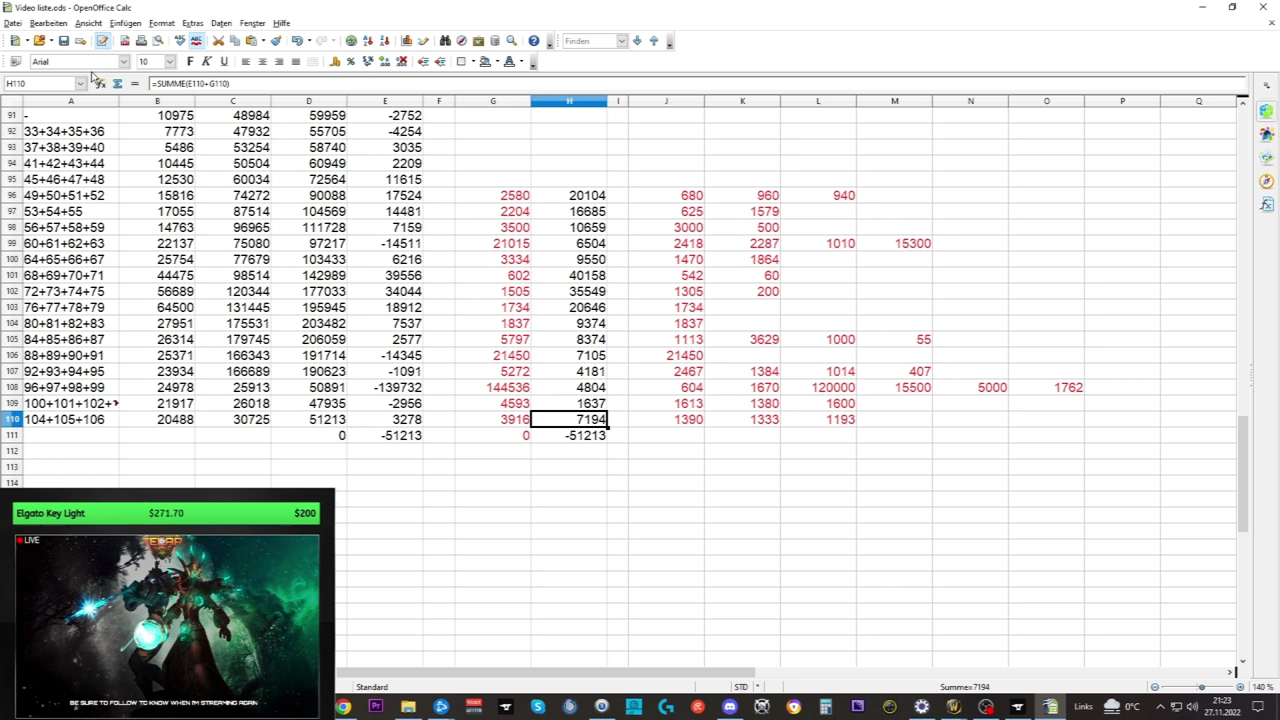 Video liste.ods - OpenOffice Calc
Datei Bearbeiten Ansicht Einfügen Format Extras Daten Fenster Hilfe
Finden
Arial 10 F K U
H110 =SUMME(E110+G110)
A B C D E F G H I J K L M N O P Q
91 - 10975 48984 59959 -2752
92 33+34+35+36 7773 47932 55705 -4254
93 37+38+39+40 5486 53254 58740 3035
94 41+42+43+44 10445 50504 60949 2209
95 45+46+47+48 12530 60034 72564 11615
96 49+50+51+52 15816 74272 90088 17524 2580 20104 680 960 940
97 53+54+55 17055 87514 104569 14481 2204 16685 625 1579
98 56+57+58+59 14763 96965 111728 7159 3500 10659 3000 500
99 60+61+62+63 22137 75080 97217 -14511 21015 6504 2418 2287 1010 15300
100 64+65+66+67 25754 77679 103433 6216 3334 9550 1470 1864
101 68+69+70+71 44475 98514 142989 39556 602 40158 542 60
102 72+73+74+75 56689 120344 177033 34044 1505 35549 1305 200
103 76+77+78+79 64500 131445 195945 18912 1734 20646 1734
104 80+81+82+83 27951 175531 203482 7537 1837 9374 1837
105 84+85+86+87 26314 179745 206059 2577 5797 8374 1113 3629 1000 55
106 88+89+90+91 25371 166343 191714 -14345 21450 7105 21450
107 92+93+94+95 23934 166689 190623 -1091 5272 4181 2467 1384 1014 407
108 96+97+98+99 24978 25913 50891 -139732 144536 4804 604 1670 120000 15500 5000 1762
109 100+101+102+ 21917 26018 47935 -2956 4593 1637 1613 1380 1600
110 104+105+106 20488 30725 51213 3278 3916 7194 1390 1333 1193
111 0 -51213 0 -51213
112
113
114
Elgato Key Light $271.70 $200
LIVE
BE SURE TO FOLLOW TO KNOW WHEN I'M STREAMING AGAIN
Standard STD * Summe=7194 140 %
Links 0°C 21:23
27.11.2022